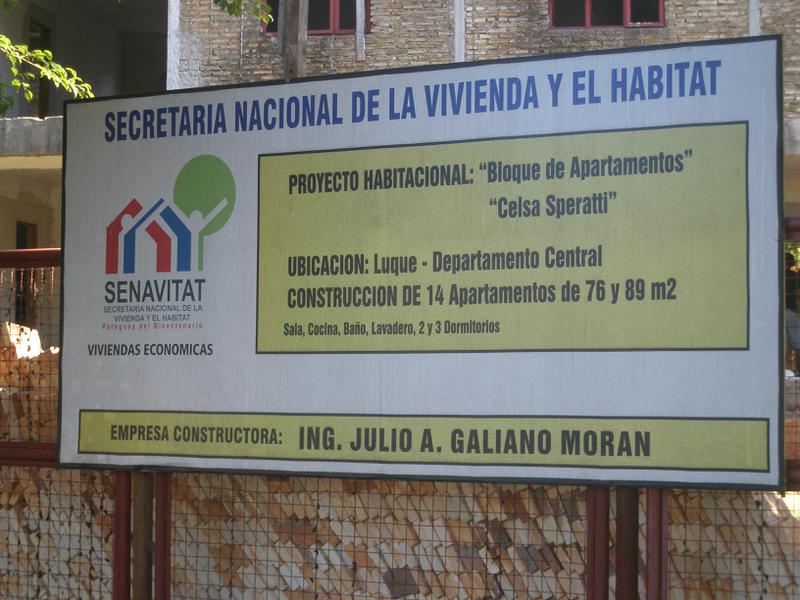 SECRETARIA NACIONAL DE LA VIVIENDA Y EL HABITAT
PROYECTO HABITACIONAL: “Bloque de Apartamentos”
“Celsa Speratti”
UBICACION: Luque - Departamento Central
CONSTRUCCION DE 14 Apartamentos de 76 y 89 m2
Sala, Cocina, Baño, Lavadero, 2 y 3 Dormitorios
SENAVITAT
SECRETARIA NACIONAL DE LA
VIVIENDA Y EL HABITAT
Paraguay del Bicentenario
VIVIENDAS ECONOMICAS
EMPRESA CONSTRUCTORA: ING. JULIO A. GALIANO MORAN